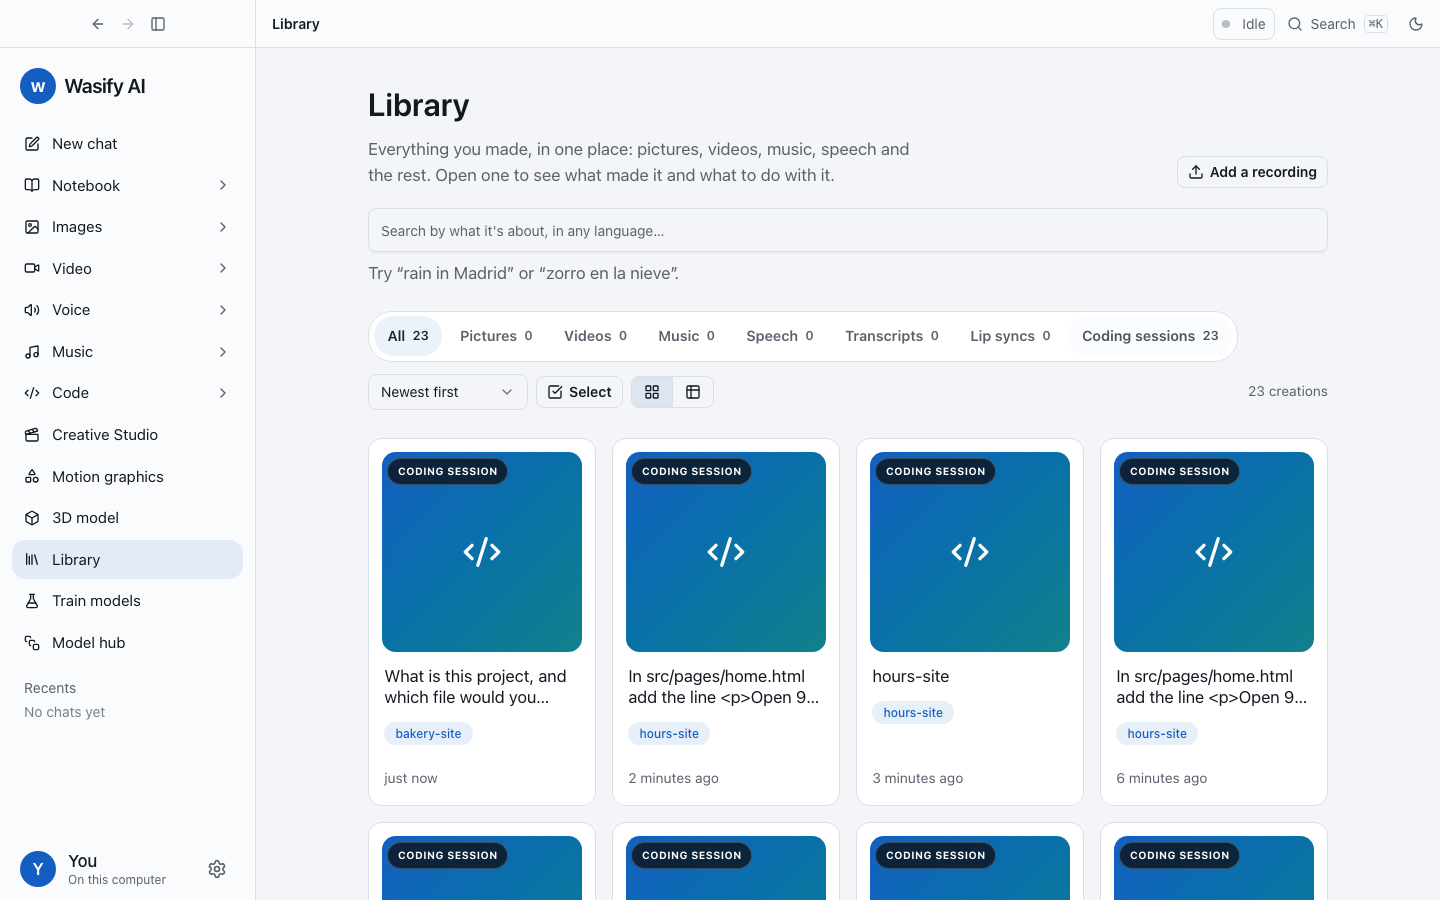 Library
Idle
Search ⌘K
W
Wasify AI
New chat
Notebook
Images
Video
Voice
Music
Code
Creative Studio
Motion graphics
3D model
Library
Train models
Model hub
Recents
No chats yet
Y
You
On this computer
Library
Everything you made, in one place: pictures, videos, music, speech and
the rest. Open one to see what made it and what to do with it.
Add a recording
Search by what it's about, in any language...
Try “rain in Madrid” or “zorro en la nieve”.
All 23 Pictures 0 Videos 0 Music 0 Speech 0 Transcripts 0 Lip syncs 0 Coding sessions 23
Newest first
Select
23 creations
CODING SESSION
What is this project, and
which file would you...
bakery-site
just now
CODING SESSION
In src/pages/home.html
add the line <p>Open 9...
hours-site
2 minutes ago
CODING SESSION
hours-site
hours-site
3 minutes ago
CODING SESSION
In src/pages/home.html
add the line <p>Open 9...
hours-site
6 minutes ago
CODING SESSION
CODING SESSION
CODING SESSION
CODING SESSION